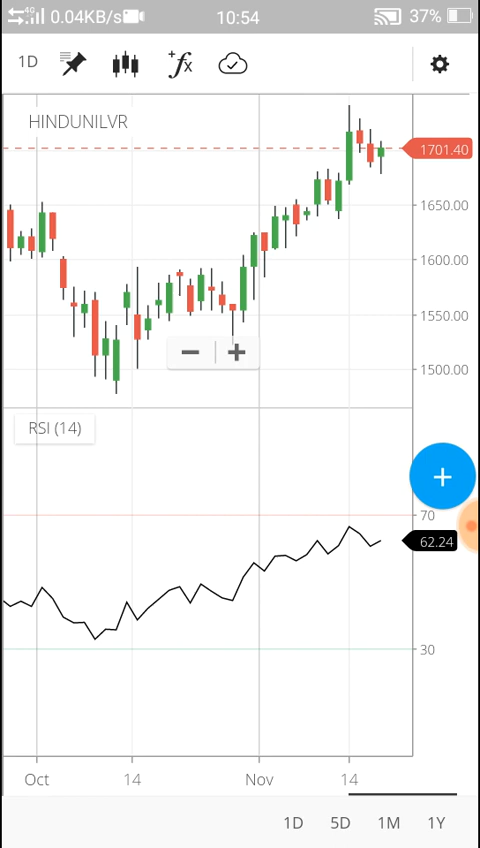 4G 0.04KB/s 10:54 37%
1D fx
HINDUNILVR
1701.40
1650.00
1600.00
1550.00
1500.00
RSI (14)
70
62.24
30
Oct 14 Nov 14
1D 5D 1M 1Y